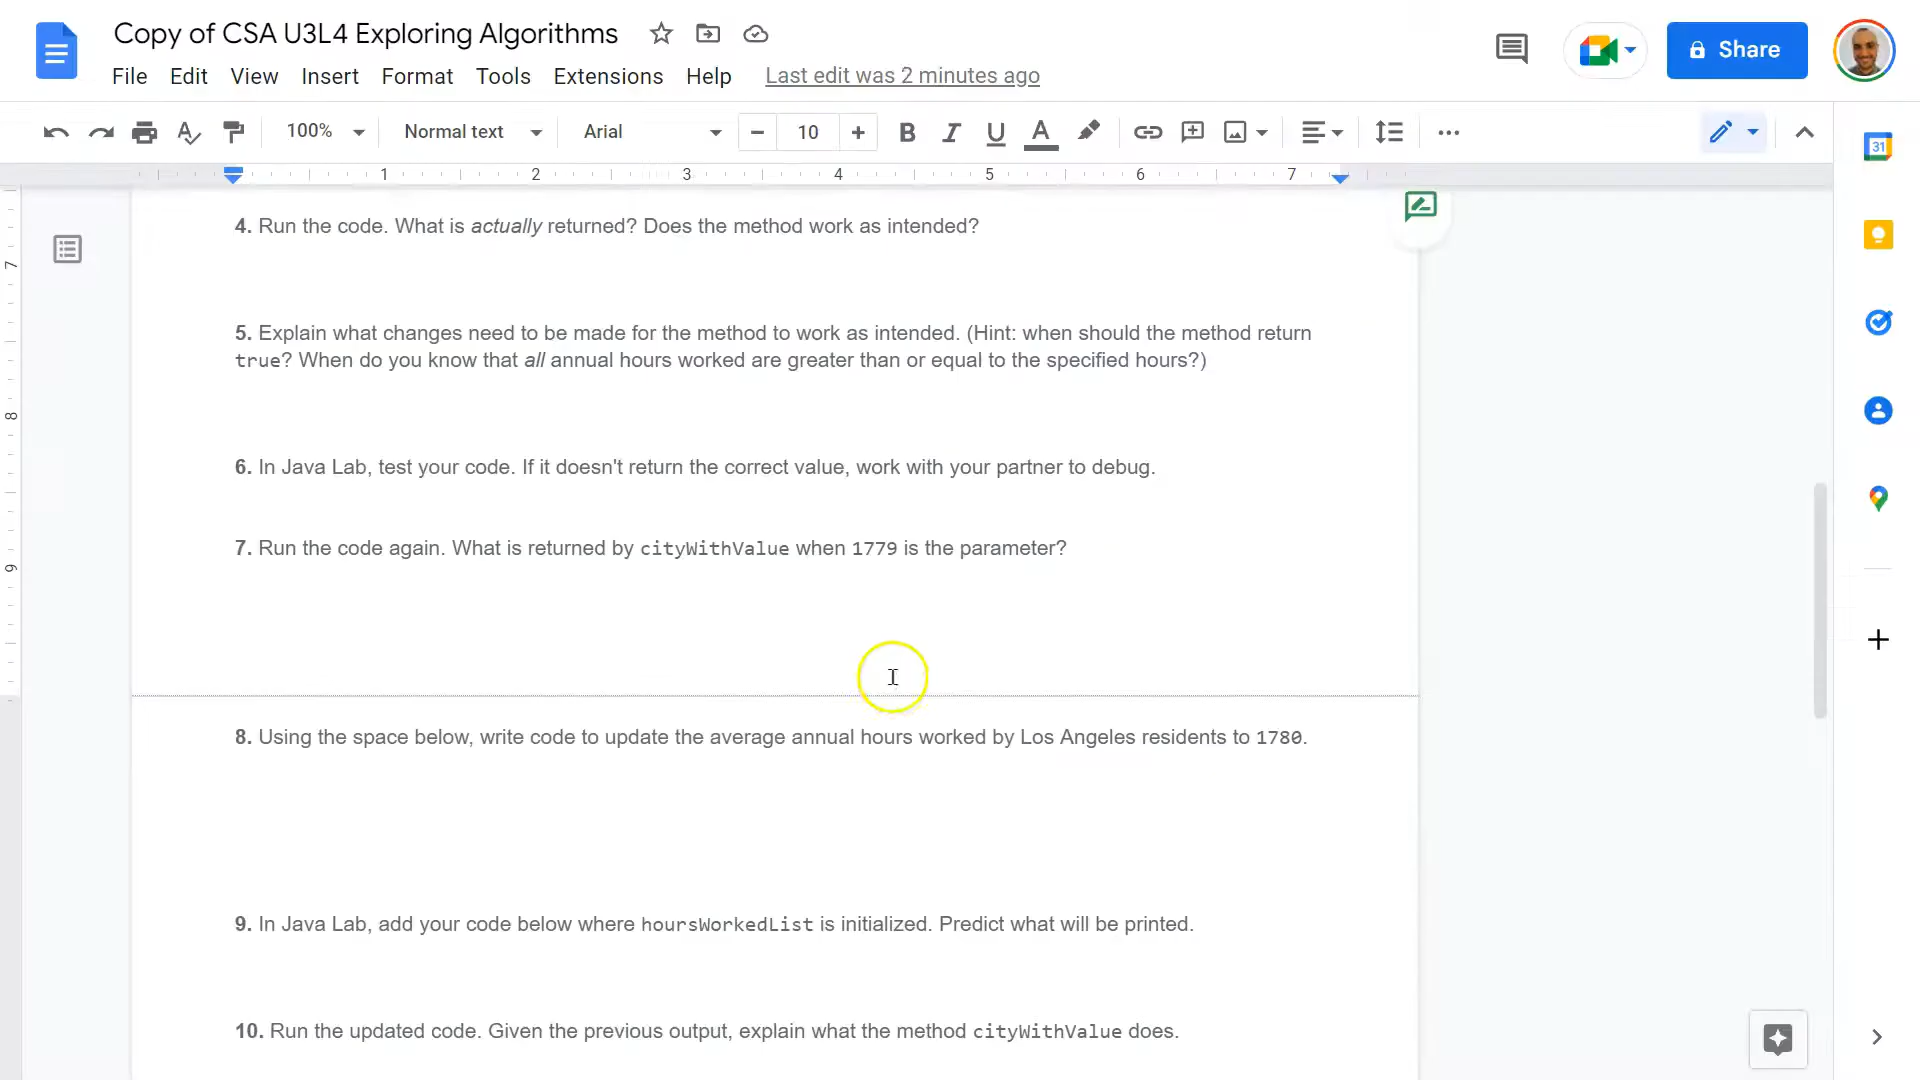 Copy of CSA U3L4 Exploring Algorithms
File Edit View Insert Format Tools Extensions Help Last edit was 2 minutes ago
Share
100% Normal text Arial 10
1 2 3 4 5 6 7
31
4. Run the code. What is actually returned? Does the method work as intended?
7
5. Explain what changes need to be made for the method to work as intended. (Hint: when should the method return
true? When do you know that all annual hours worked are greater than or equal to the specified hours?)
8
6. In Java Lab, test your code. If it doesn't return the correct value, work with your partner to debug.
7. Run the code again. What is returned by cityWithValue when 1779 is the parameter?
9
8. Using the space below, write code to update the average annual hours worked by Los Angeles residents to 1780.
9. In Java Lab, add your code below where hoursWorkedList is initialized. Predict what will be printed.
10. Run the updated code. Given the previous output, explain what the method cityWithValue does.